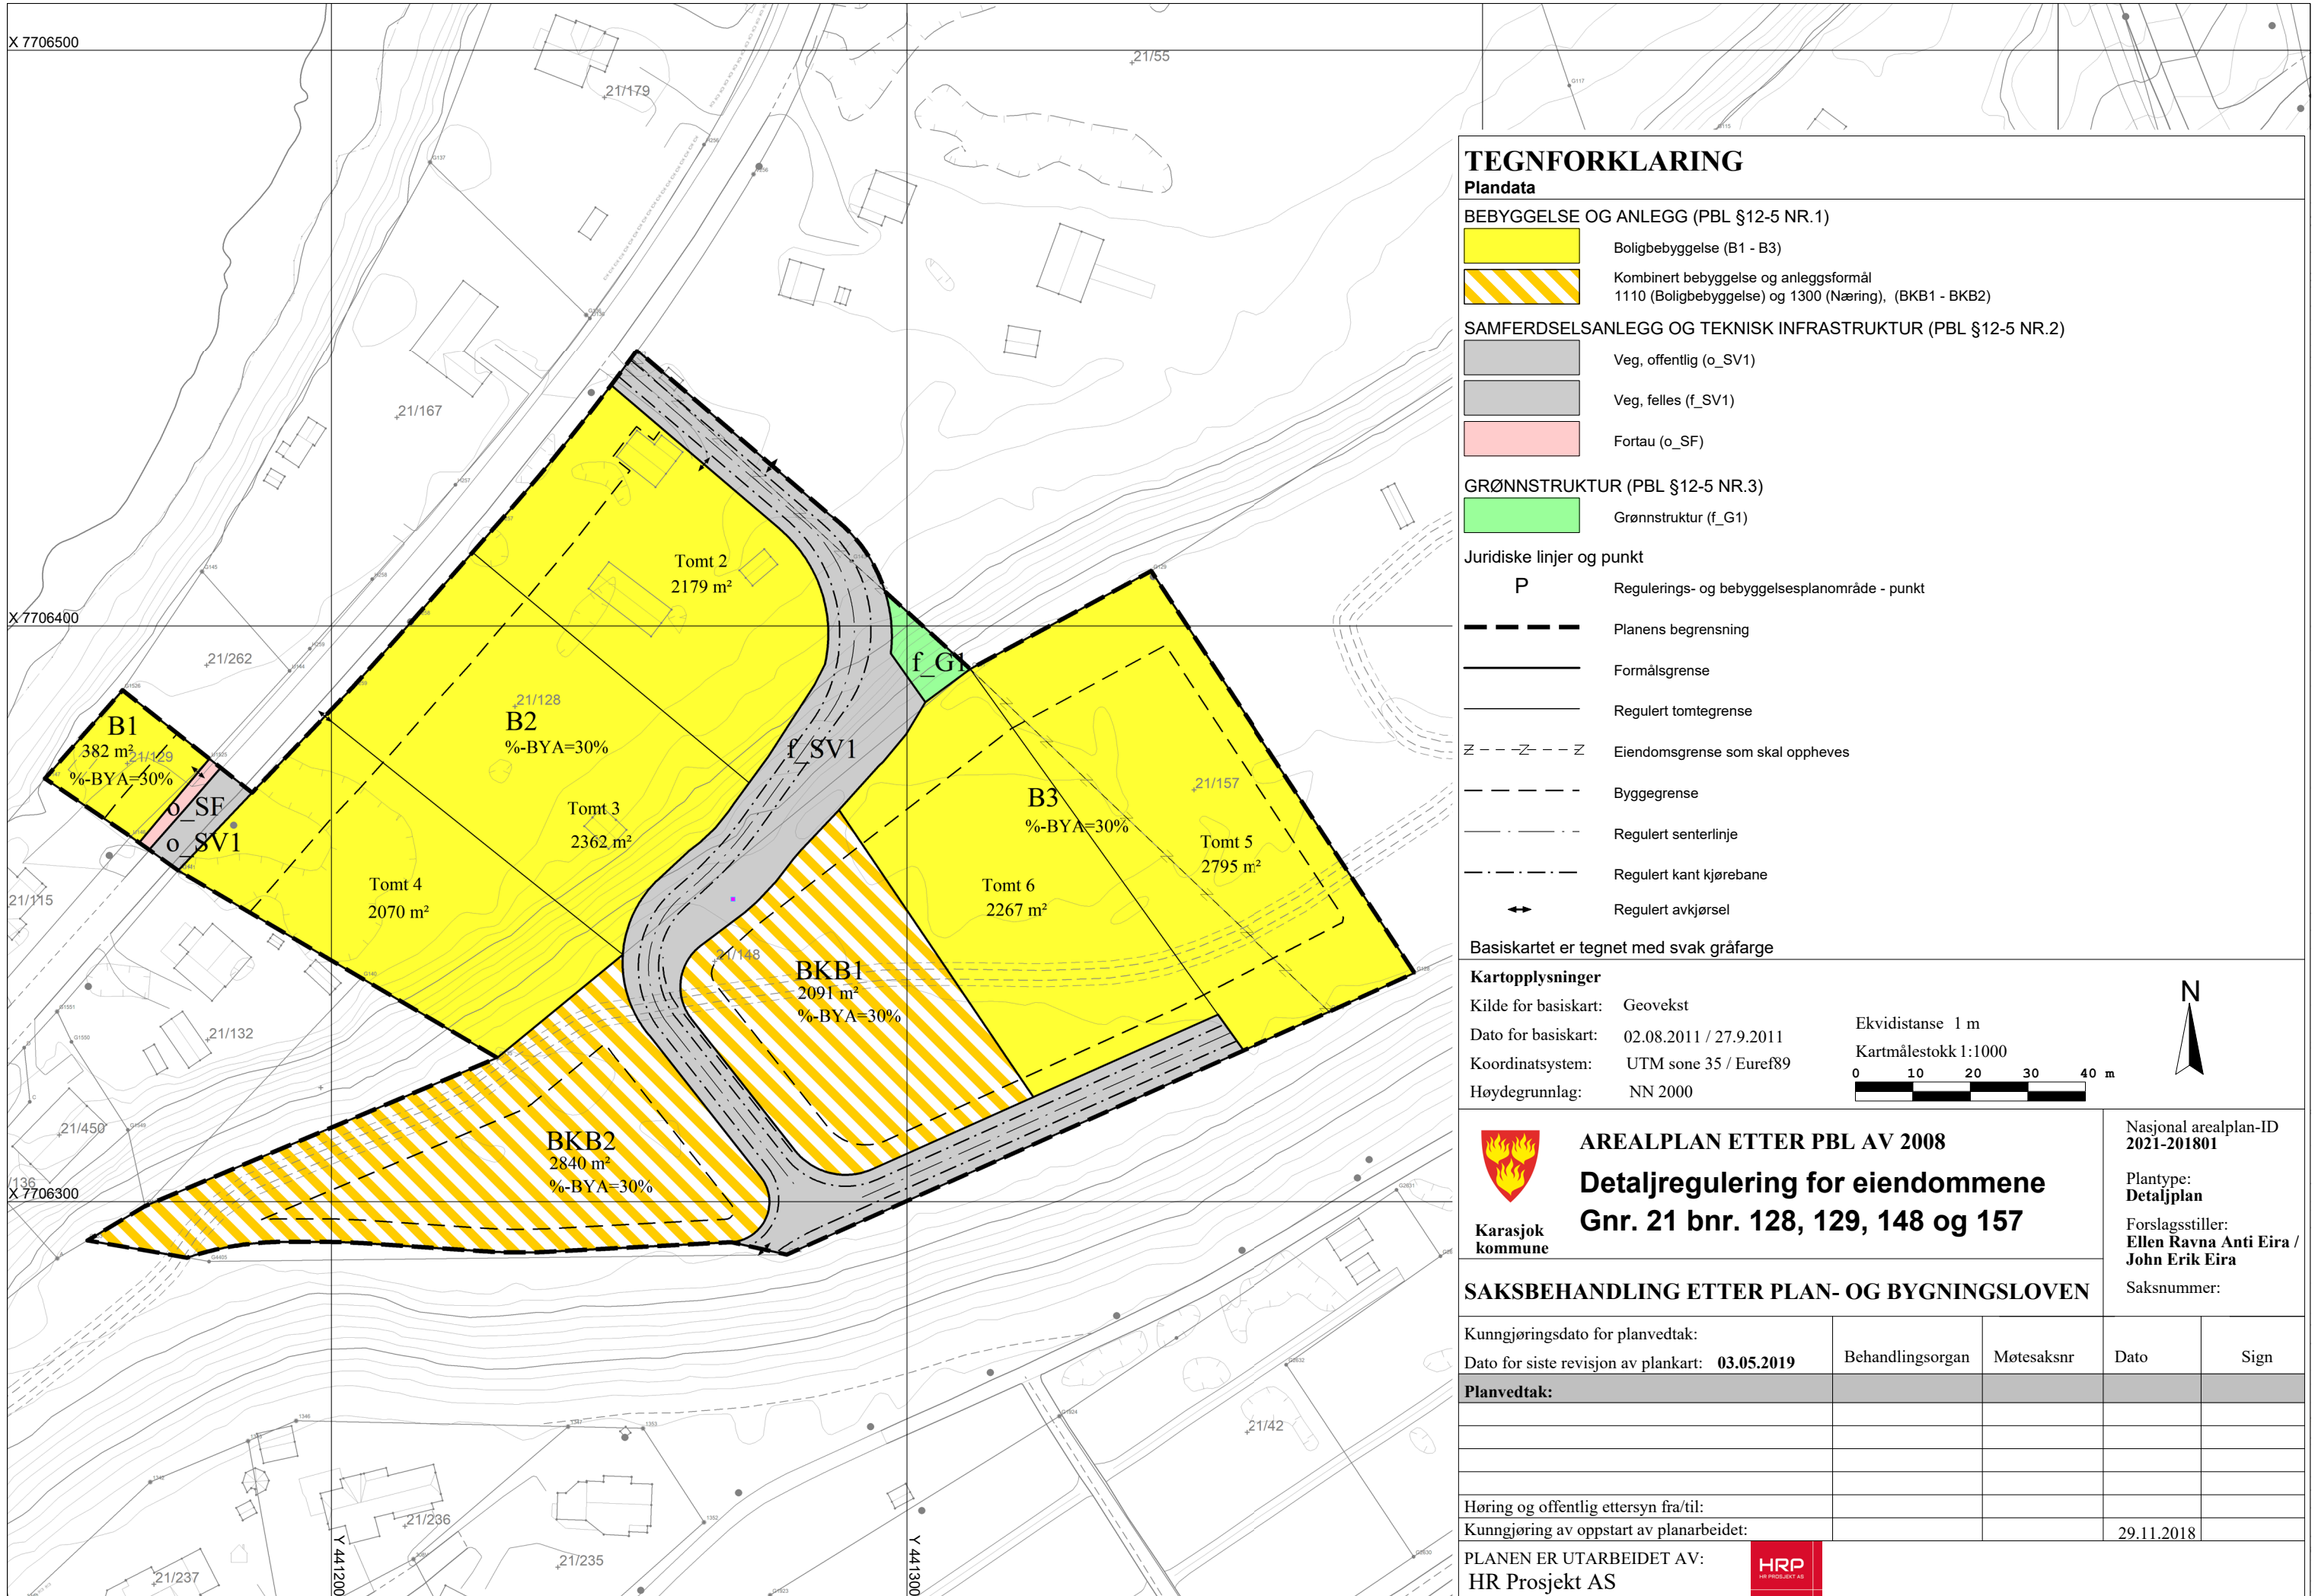 X 7706500
21/55
21/179
21/167
X 7706400
21/262
Tomt 2
2179 m²
f_G1
21/128
B2
%-BYA=30%
f_SV1
B1
382 m²
21/129
%-BYA=30%
o_SF
o_SV1
Tomt 3
2362 m²
Tomt 4
2070 m²
B3
%-BYA=30%
21/157
Tomt 5
2795 m²
Tomt 6
2267 m²
21/115
21/148
BKB1
2091 m²
%-BYA=30%
21/132
21/450
BKB2
2840 m²
%-BYA=30%
/136
X 7706300
21/42
21/236
21/235
21/237
Y 441200
Y 441300
TEGNFORKLARING
Plandata
BEBYGGELSE OG ANLEGG (PBL §12-5 NR.1)
Boligbebyggelse (B1 - B3)
Kombinert bebyggelse og anleggsformål
1110 (Boligbebyggelse) og 1300 (Næring), (BKB1 - BKB2)
SAMFERDSELSANLEGG OG TEKNISK INFRASTRUKTUR (PBL §12-5 NR.2)
Veg, offentlig (o_SV1)
Veg, felles (f_SV1)
Fortau (o_SF)
GRØNNSTRUKTUR (PBL §12-5 NR.3)
Grønnstruktur (f_G1)
Juridiske linjer og punkt
P Regulerings- og bebyggelsesplanområde - punkt
Planens begrensning
Formålsgrense
Regulert tomtegrense
Eiendomsgrense som skal oppheves
Byggegrense
Regulert senterlinje
Regulert kant kjørebane
Regulert avkjørsel
Basiskartet er tegnet med svak gråfarge
Kartopplysninger
Kilde for basiskart: Geovekst
Dato for basiskart: 02.08.2011 / 27.9.2011
Koordinatsystem: UTM sone 35 / Euref89
Høydegrunnlag: NN 2000
Ekvidistanse 1 m
Kartmålestokk 1:1000
0 10 20 30 40 m
N
Karasjok
kommune
AREALPLAN ETTER PBL AV 2008
Detaljregulering for eiendommene
Gnr. 21 bnr. 128, 129, 148 og 157
Nasjonal arealplan-ID
2021-201801
Plantype:
Detaljplan
Forslagsstiller:
Ellen Ravna Anti Eira /
John Erik Eira
Saksnummer:
SAKSBEHANDLING ETTER PLAN- OG BYGNINGSLOVEN
Kunngjøringsdato for planvedtak:
Dato for siste revisjon av plankart: 03.05.2019
Behandlingsorgan Møtesaksnr Dato Sign
Planvedtak:
Høring og offentlig ettersyn fra/til:
Kunngjøring av oppstart av planarbeidet: 29.11.2018
PLANEN ER UTARBEIDET AV:
HR Prosjekt AS
HRP
HR PROSJEKT AS